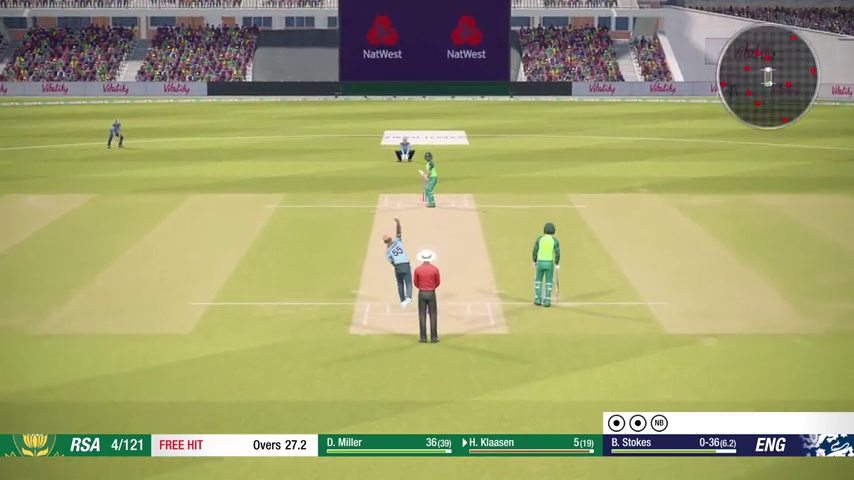 NatWest
NatWest
Vitality
Vitality
Vitality
Vitality
Vitality
Vitality
55
NB
RSA 4/121 FREE HIT Overs 27.2 D. Miller 36(39) H. Klaasen 5(19) B. Stokes 0-36(6.2) ENG